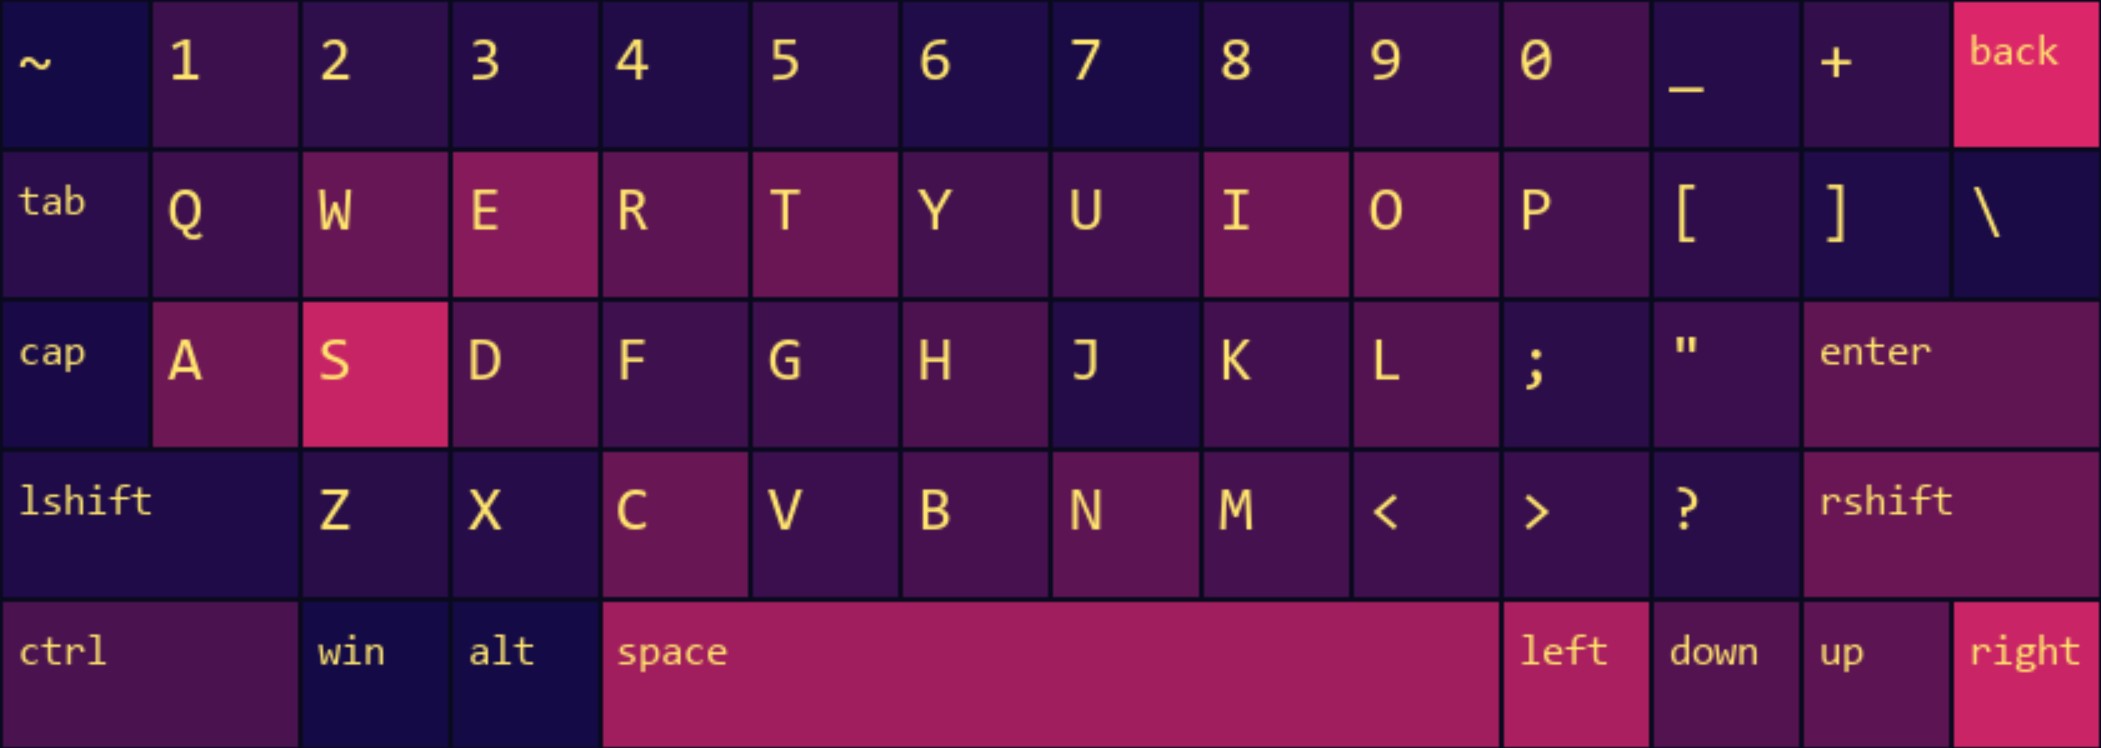 ~ 1 2 3 4 5 6 7 8 9 0 _ + back
tab Q W E R T Y U I O P [ ] \
cap A S D F G H J K L ; " enter
lshift Z X C V B N M < > ? rshift
ctrl win alt space left down up right